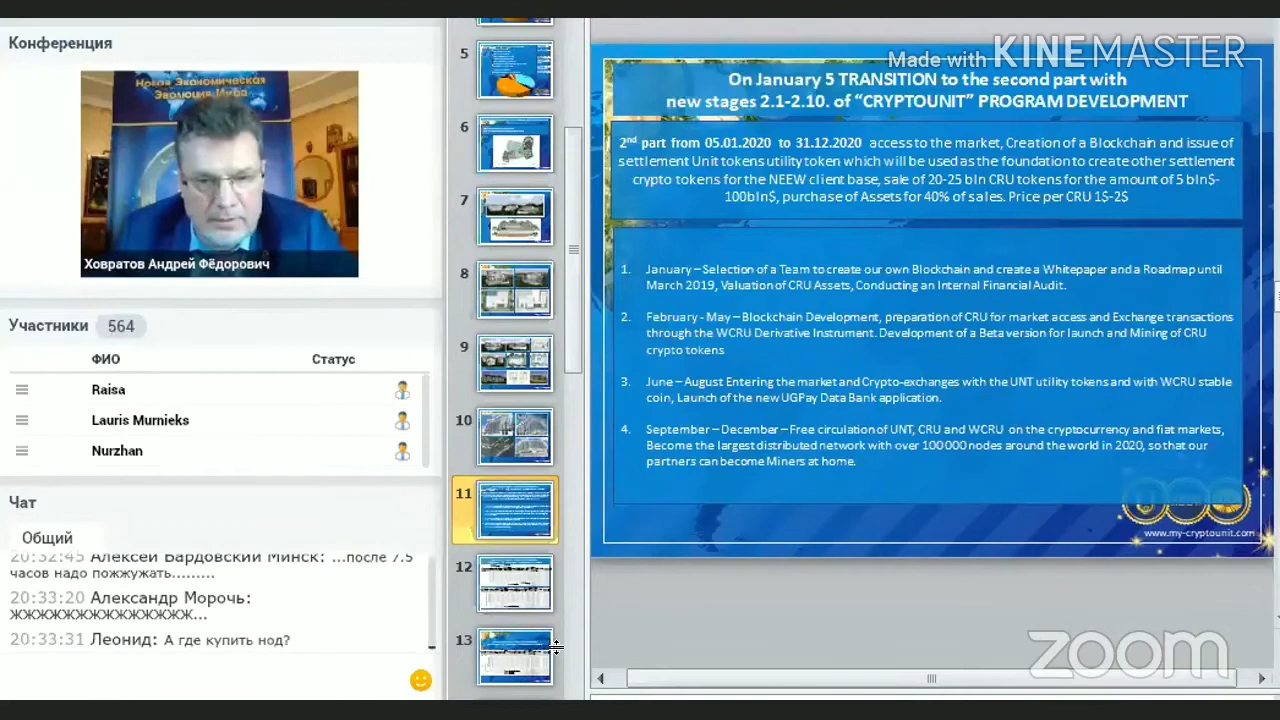 Конференция
Новая Экономическая
Эволюция Мира
Ховратов Андрей Фёдорович
Участники 564
ФИО Статус
Raisa
Lauris Murnieks
Nurzhan
Чат
Общий
20:32:45 Алексей Вардовский Минск: ...после 7.5
часов надо пожужать.........
20:33:20 Александр Морочь:
ЖЖЖЖЖЖЖЖЖЖЖЖЖЖ...
20:33:31 Леонид: А где купить нод?
5
6
7
8
9
10
11
12
13
Made with KINEMASTER
On January 5 TRANSITION to the second part with
new stages 2.1-2.10. of “CRYPTOUNIT” PROGRAM DEVELOPMENT
2nd part from 05.01.2020 to 31.12.2020 access to the market, Creation of a Blockchain and issue of
settlement Unit tokens utility token which will be used as the foundation to create other settlement
crypto tokens for the NEEW client base, sale of 20-25 bln CRU tokens for the amount of 5 bln$-
100bln$, purchase of Assets for 40% of sales. Price per CRU 1$-2$
1. January – Selection of a Team to create our own Blockchain and create a Whitepaper and a Roadmap until
March 2019, Valuation of CRU Assets, Conducting an Internal Financial Audit.
2. February - May – Blockchain Development, preparation of CRU for market access and Exchange transactions
through the WCRU Derivative Instrument. Development of a Beta version for launch and Mining of CRU
crypto tokens
3. June – August Entering the market and Crypto-exchanges with the UNT utility tokens and with WCRU stable
coin, Launch of the new UGPay Data Bank application.
4. September – December – Free circulation of UNT, CRU and WCRU on the cryptocurrency and fiat markets,
Become the largest distributed network with over 100 000 nodes around the world in 2020, so that our
partners can become Miners at home.
www.my-cryptounit.com
zoom